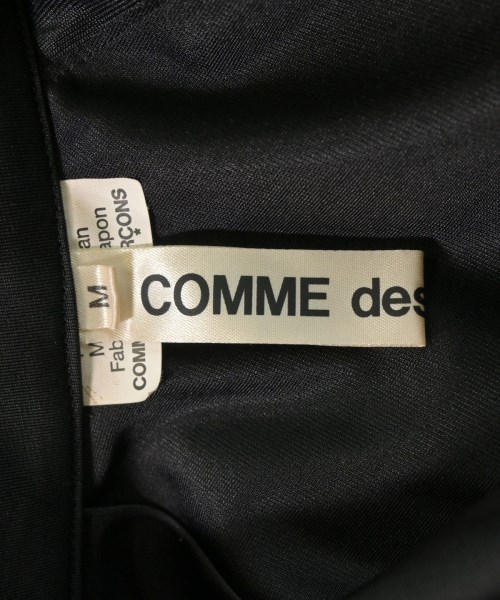 COMME des
M
M an
Fab apon
COMM RÇONS